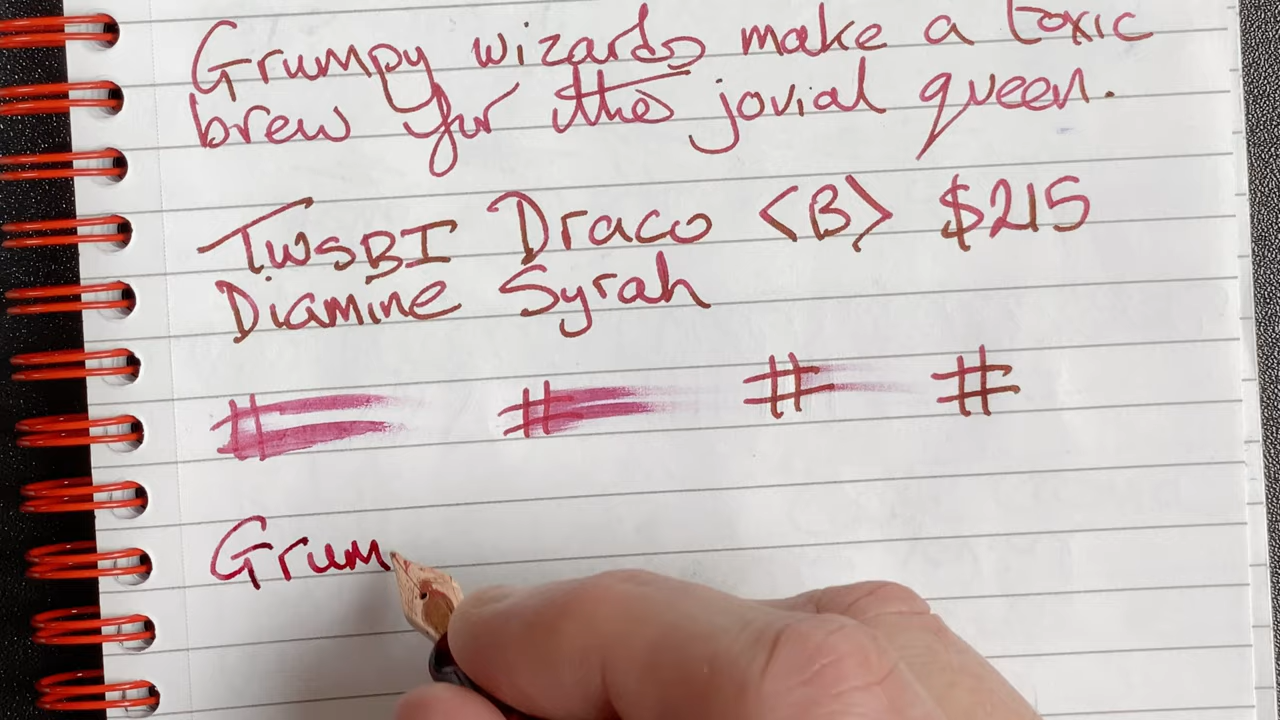 Grumpy wizards make a toxic
brew for the jovial queen.
TWSBI Draco <B> $215
Diamine Syrah
# # # #
Grum